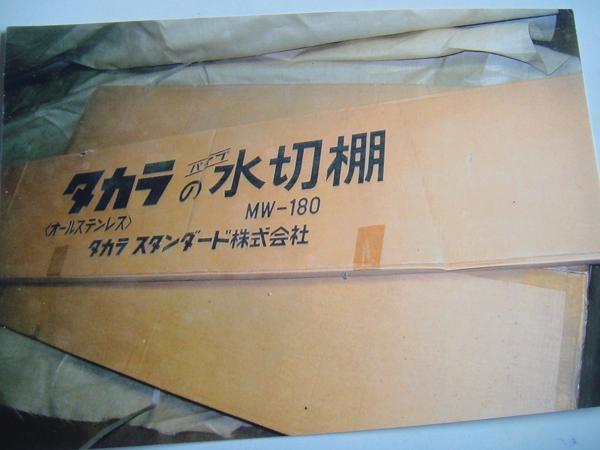 タカラのパイプ水切棚
MW-180
〈オールステンレス〉
タカラ スタンダード株式会社